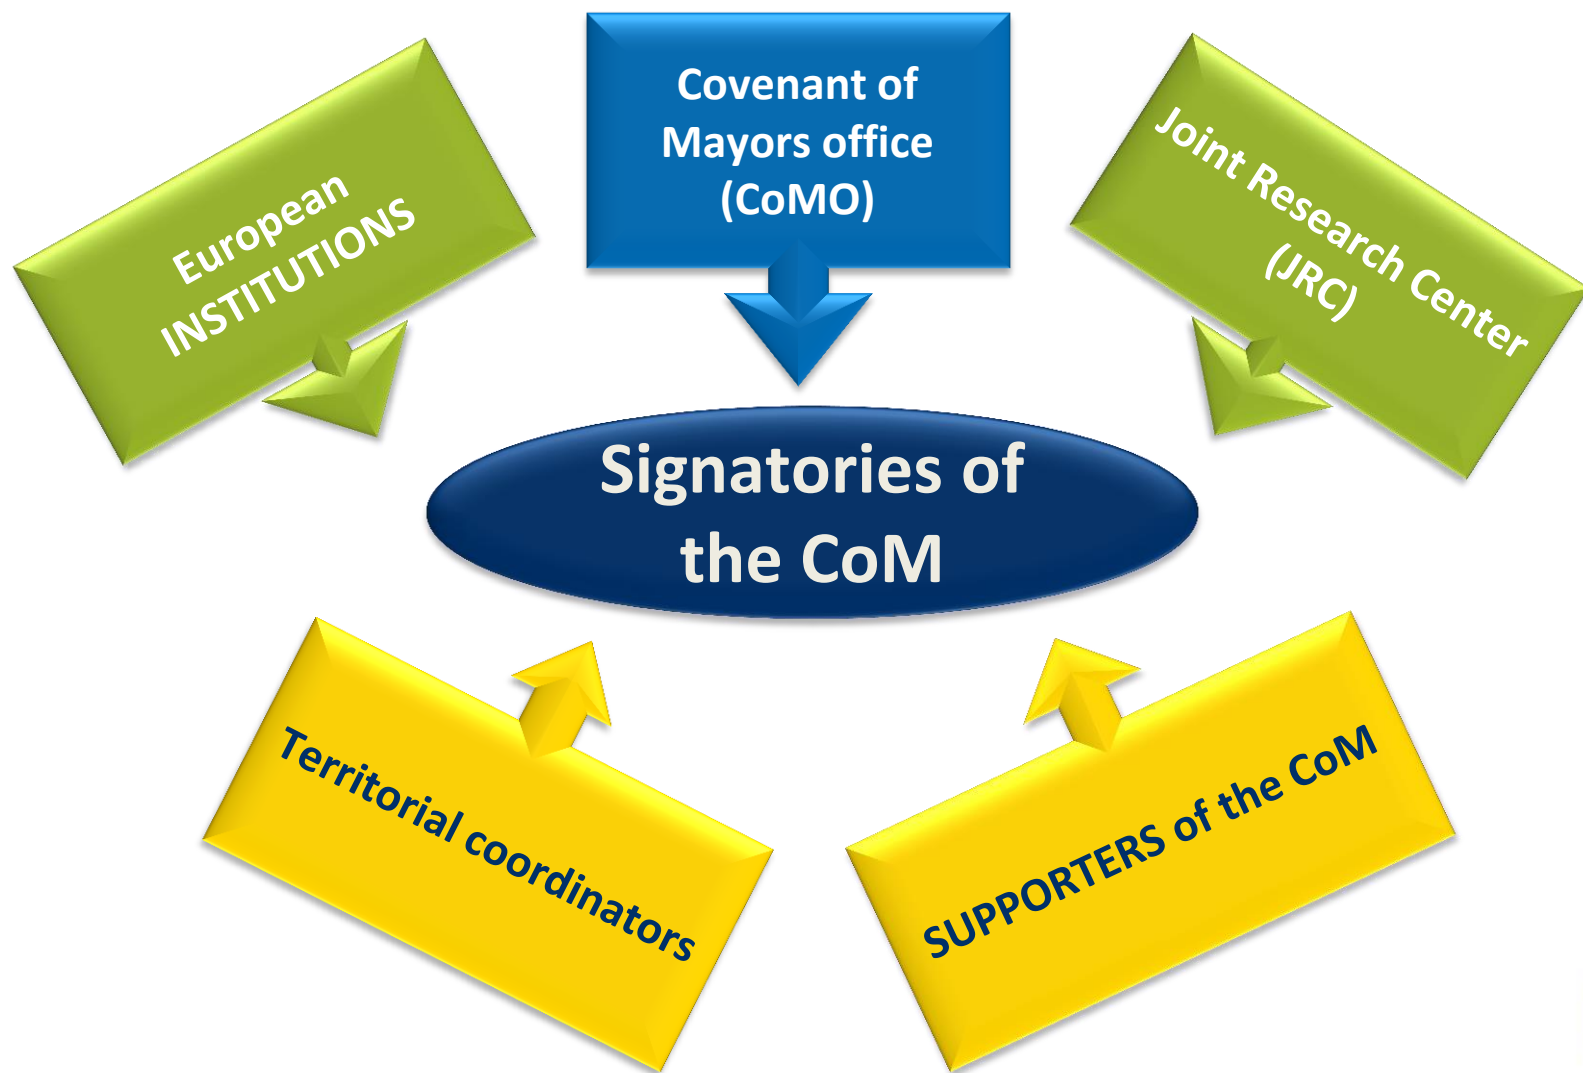 European
INSTITUTIONS
Covenant of
Mayors office
(CoMO)
Joint Research Center
(JRC)
Signatories of
the CoM
Territorial coordinators
SUPPORTERS of the CoM